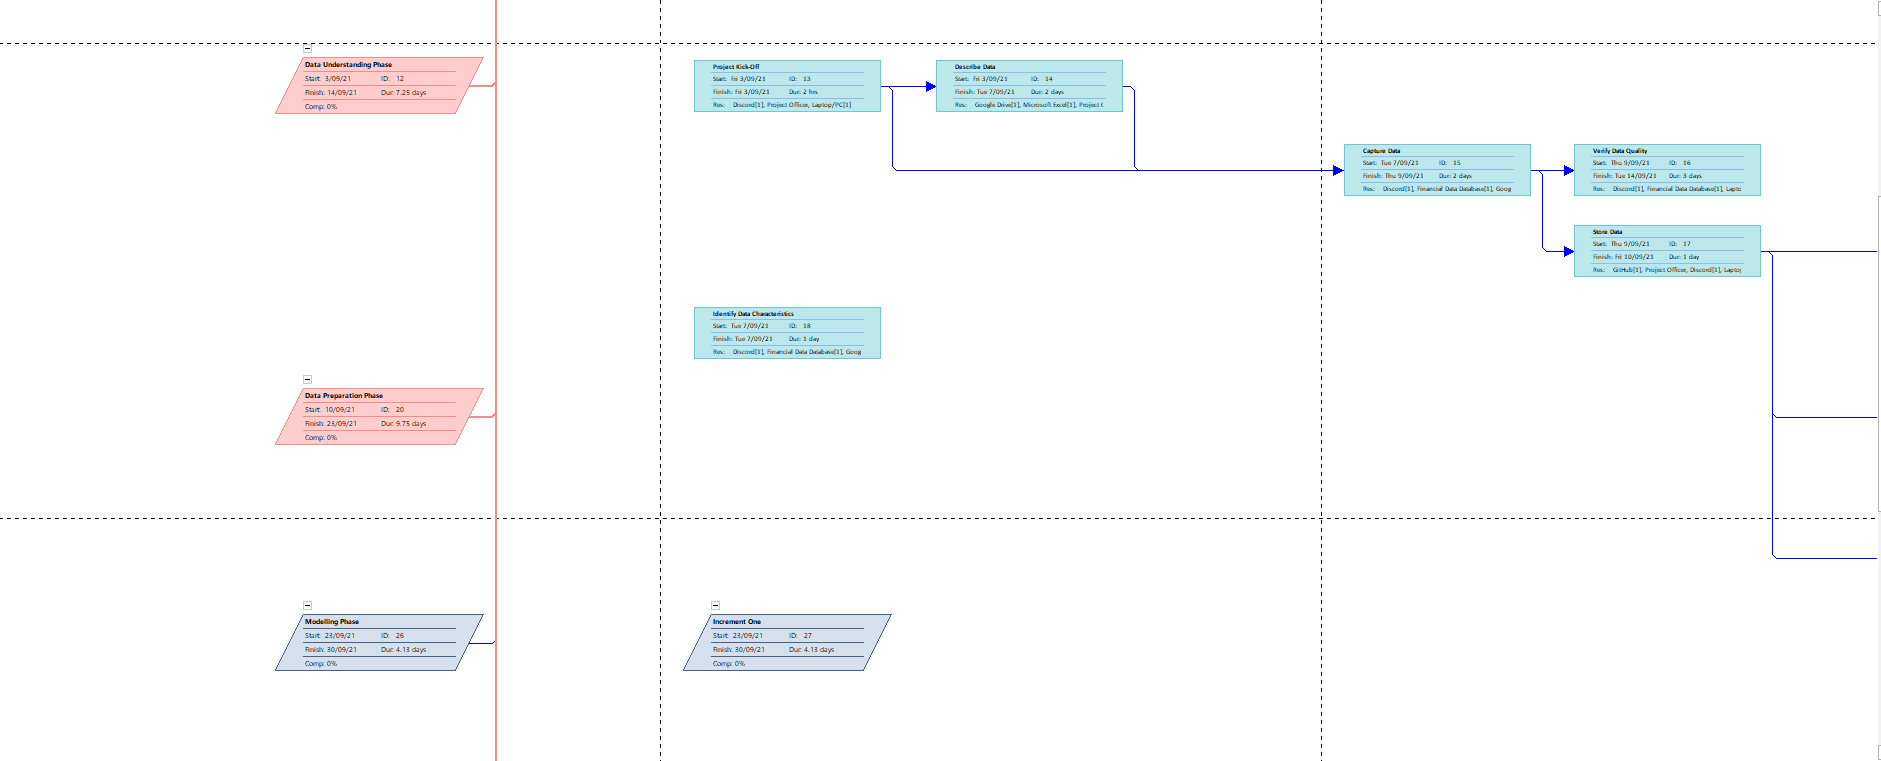 Data Understanding Phase
Start: 3/09/21 ID: 12
Finish: 14/09/21 Dur: 7.25 days
Comp: 0%
Project Kick-Off
Start: Fri 3/09/21 ID: 13
Finish: Fri 3/09/21 Dur: 2 hrs
Res: Discord[1], Project Officer, Laptop/PC[1]
Describe Data
Start: Fri 3/09/21 ID: 14
Finish: Tue 7/09/21 Dur: 2 days
Res: Google Drive[1], Microsoft Excel[1], Project C
Capture Data
Start: Tue 7/09/21 ID: 15
Finish: Thu 9/09/21 Dur: 2 days
Res: Discord[1], Financial Data Database[1], Goog
Verify Data Quality
Start: Thu 9/09/21 ID: 16
Finish: Tue 14/09/21 Dur: 3 days
Res: Discord[1], Financial Data Database[1], Lapto
Store Data
Start: Thu 9/09/21 ID: 17
Finish: Fri 10/09/21 Dur: 1 day
Res: GitHub[1], Project Officer, Discord[1], Laptop
Identify Data Characteristics
Start: Tue 7/09/21 ID: 18
Finish: Tue 7/09/21 Dur: 1 day
Res: Discord[1], Financial Data Database[1], Goog
Data Preparation Phase
Start: 10/09/21 ID: 20
Finish: 23/09/21 Dur: 9.75 days
Comp: 0%
Modelling Phase
Start: 23/09/21 ID: 26
Finish: 30/09/21 Dur: 4.13 days
Comp: 0%
Increment One
Start: 23/09/21 ID: 27
Finish: 30/09/21 Dur: 4.13 days
Comp: 0%